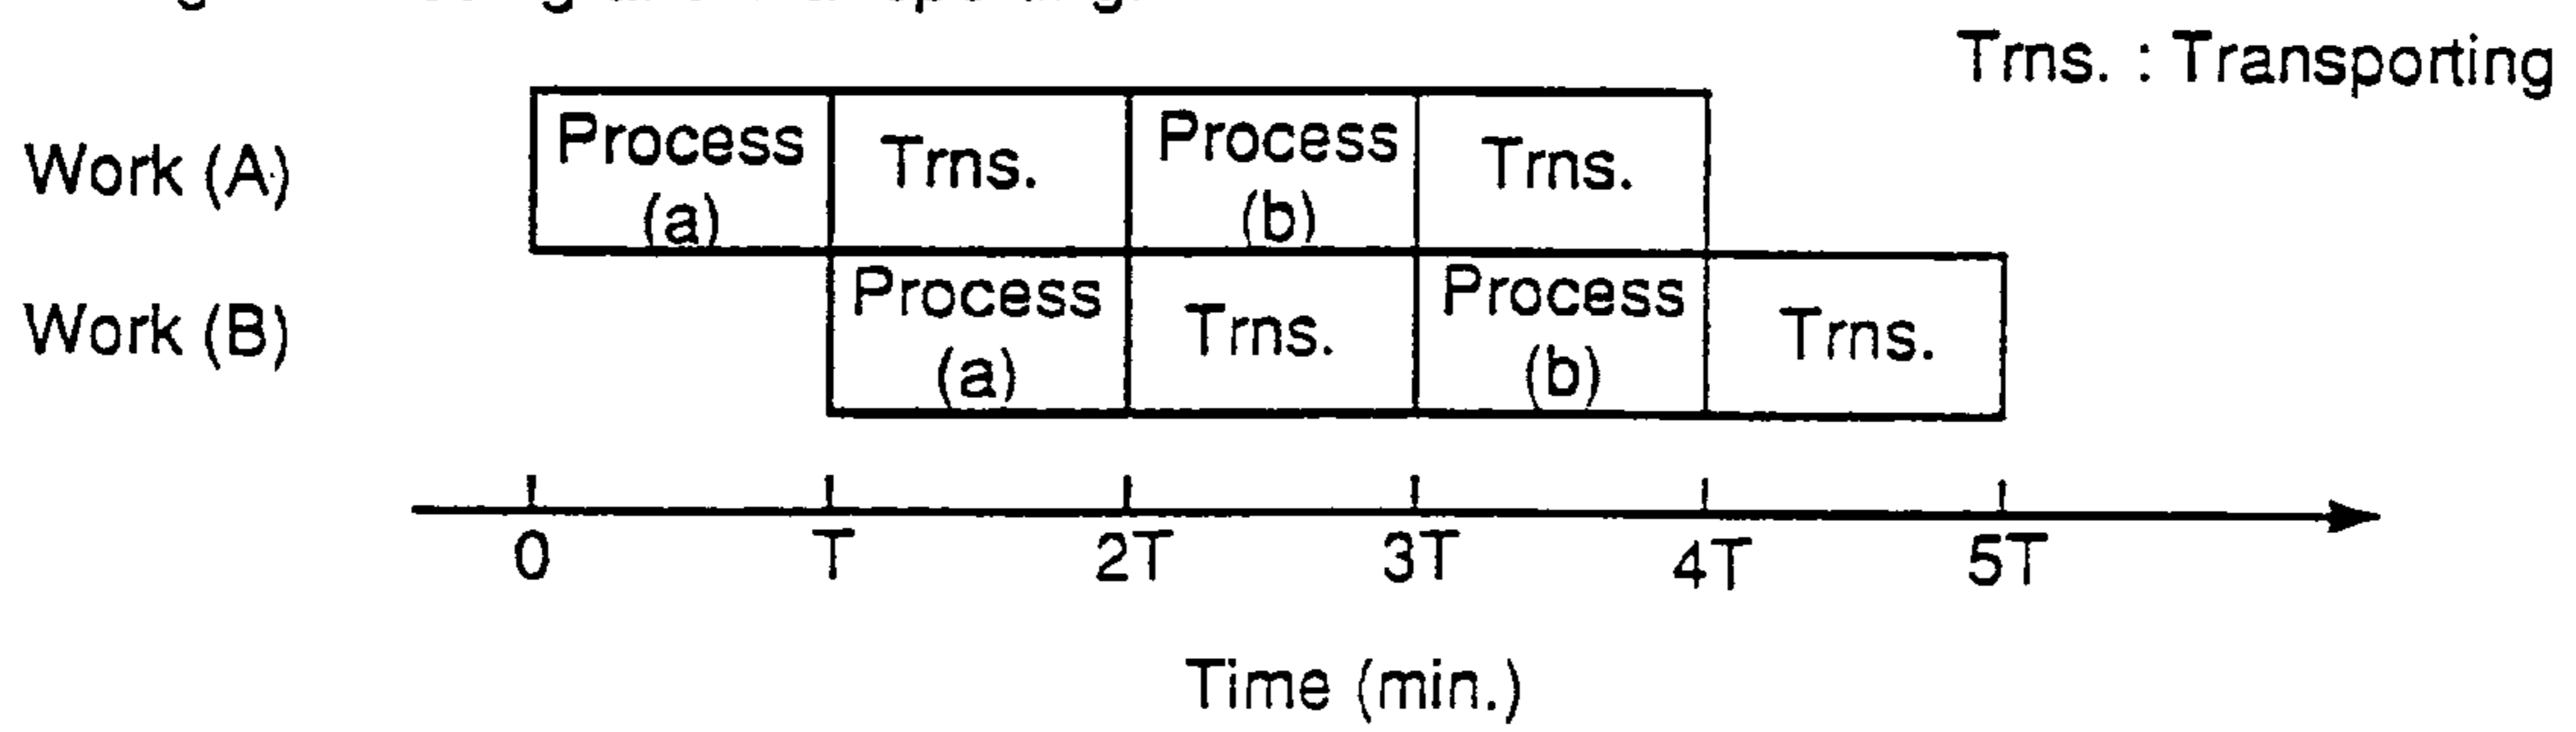 Trns. : Transporting
Work (A)
Process (a)
Trns.
Process (b)
Trns.
Work (B)
Process (a)
Trns.
Process (b)
Trns.
0 T 2T 3T 4T 5T
Time (min.)